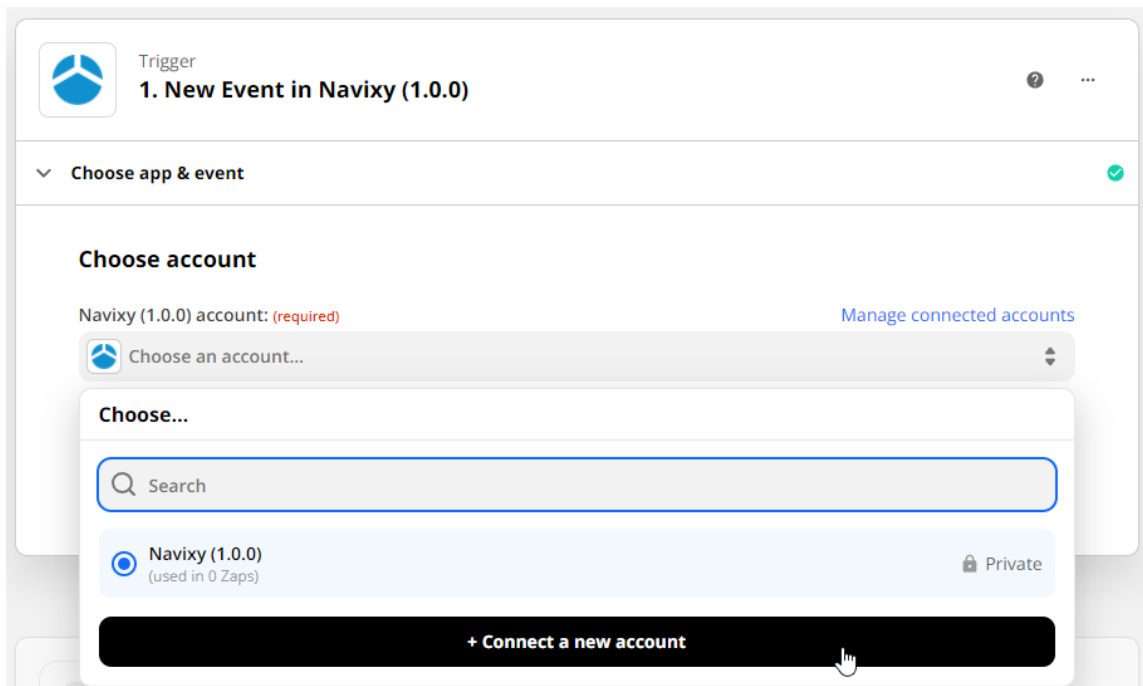 Trigger
1. New Event in Navixy (1.0.0)
Choose app & event
Choose account
Navixy (1.0.0) account: (required)
Manage connected accounts
Choose an account...
Choose...
Search
Navixy (1.0.0)
(used in 0 Zaps)
Private
+ Connect a new account